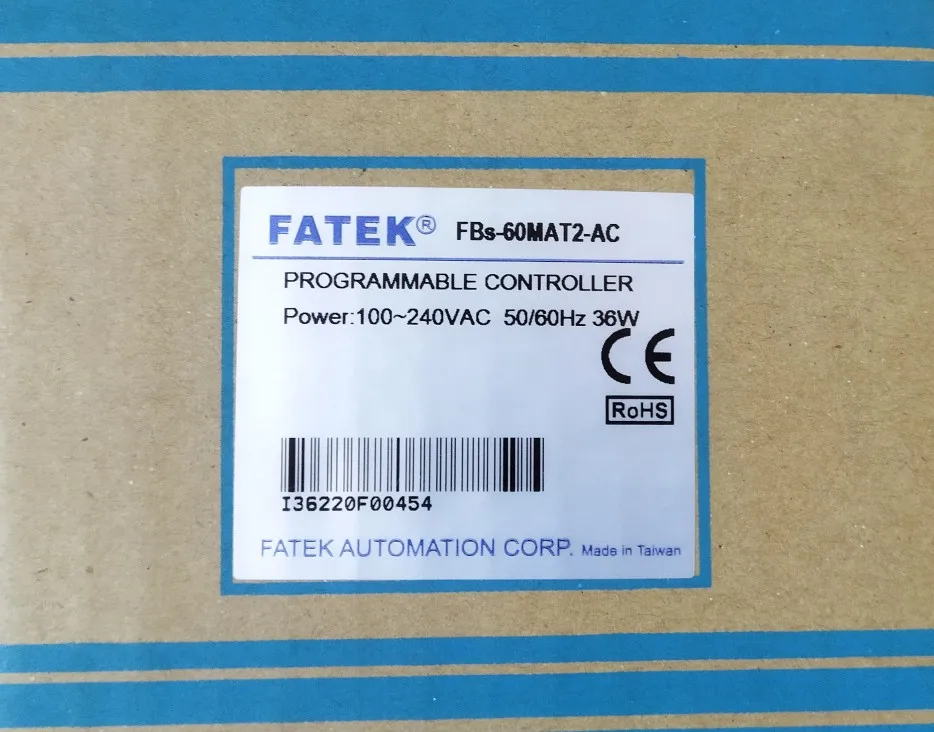 FATEK® FBs-60MAT2-AC
PROGRAMMABLE CONTROLLER
Power:100~240VAC 50/60Hz 36W
CE
RoHS
I36220F00454
FATEK AUTOMATION CORP. Made in Taiwan